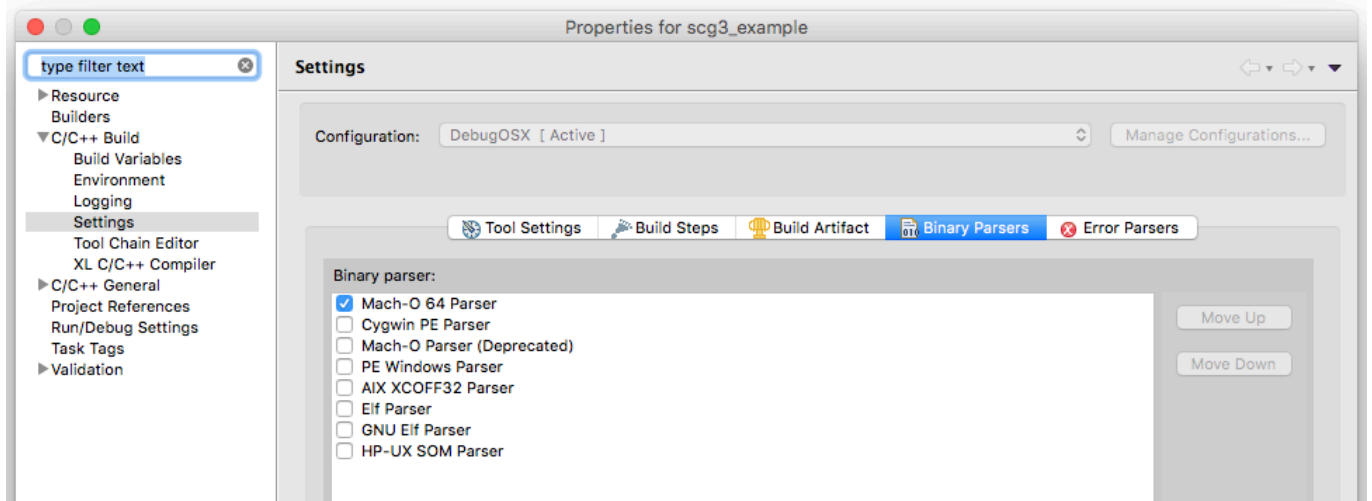 Properties for scg3_example
type filter text
Resource
Builders
C/C++ Build
Build Variables
Environment
Logging
Settings
Tool Chain Editor
XL C/C++ Compiler
C/C++ General
Project References
Run/Debug Settings
Task Tags
Validation
Settings
Configuration: DebugOSX [ Active ] Manage Configurations...
Tool Settings Build Steps Build Artifact Binary Parsers Error Parsers
Binary parser:
Mach-O 64 Parser
Cygwin PE Parser
Mach-O Parser (Deprecated)
PE Windows Parser
AIX XCOFF32 Parser
Elf Parser
GNU Elf Parser
HP-UX SOM Parser
Move Up
Move Down